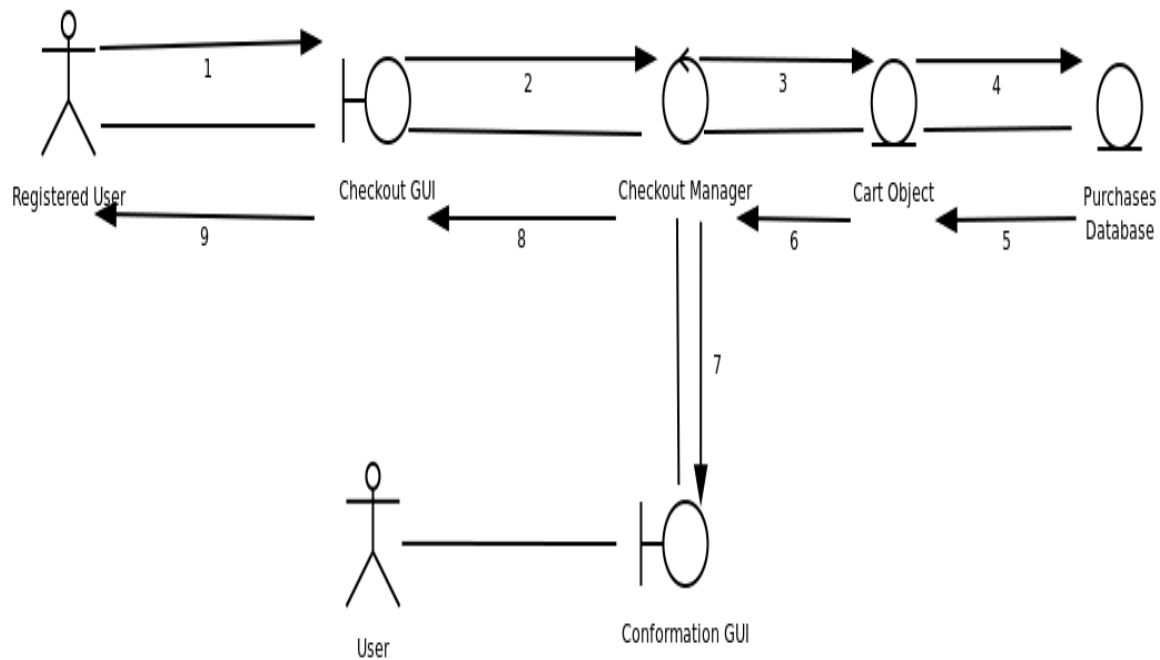 1
2
3
4
Registered User
Checkout GUI
Checkout Manager
Cart Object
Purchases
Database
9
8
6
5
7
User
Conformation GUI